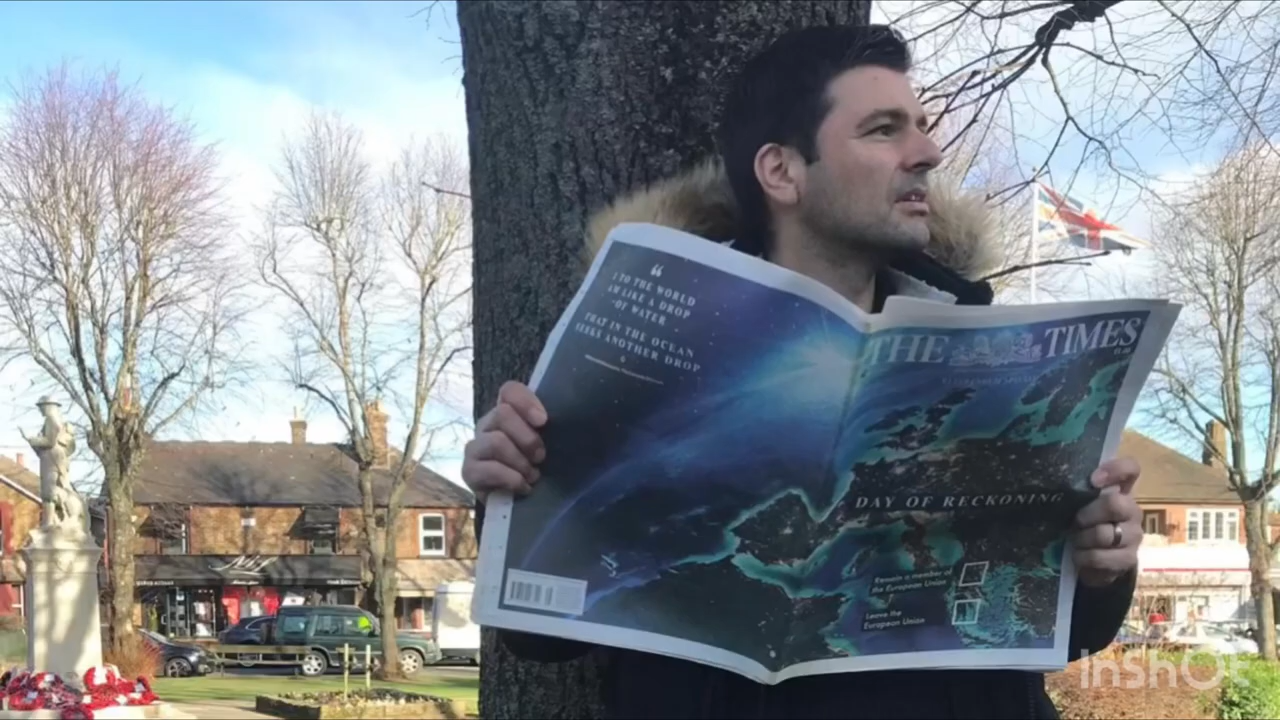 “
I TO THE WORLD
AM LIKE A DROP
OF WATER
THAT IN THE OCEAN
SEEKS ANOTHER DROP
THE TIMES
DAY OF RECKONING
Remain a member of
the European Union
Leave the
European Union
InShOt